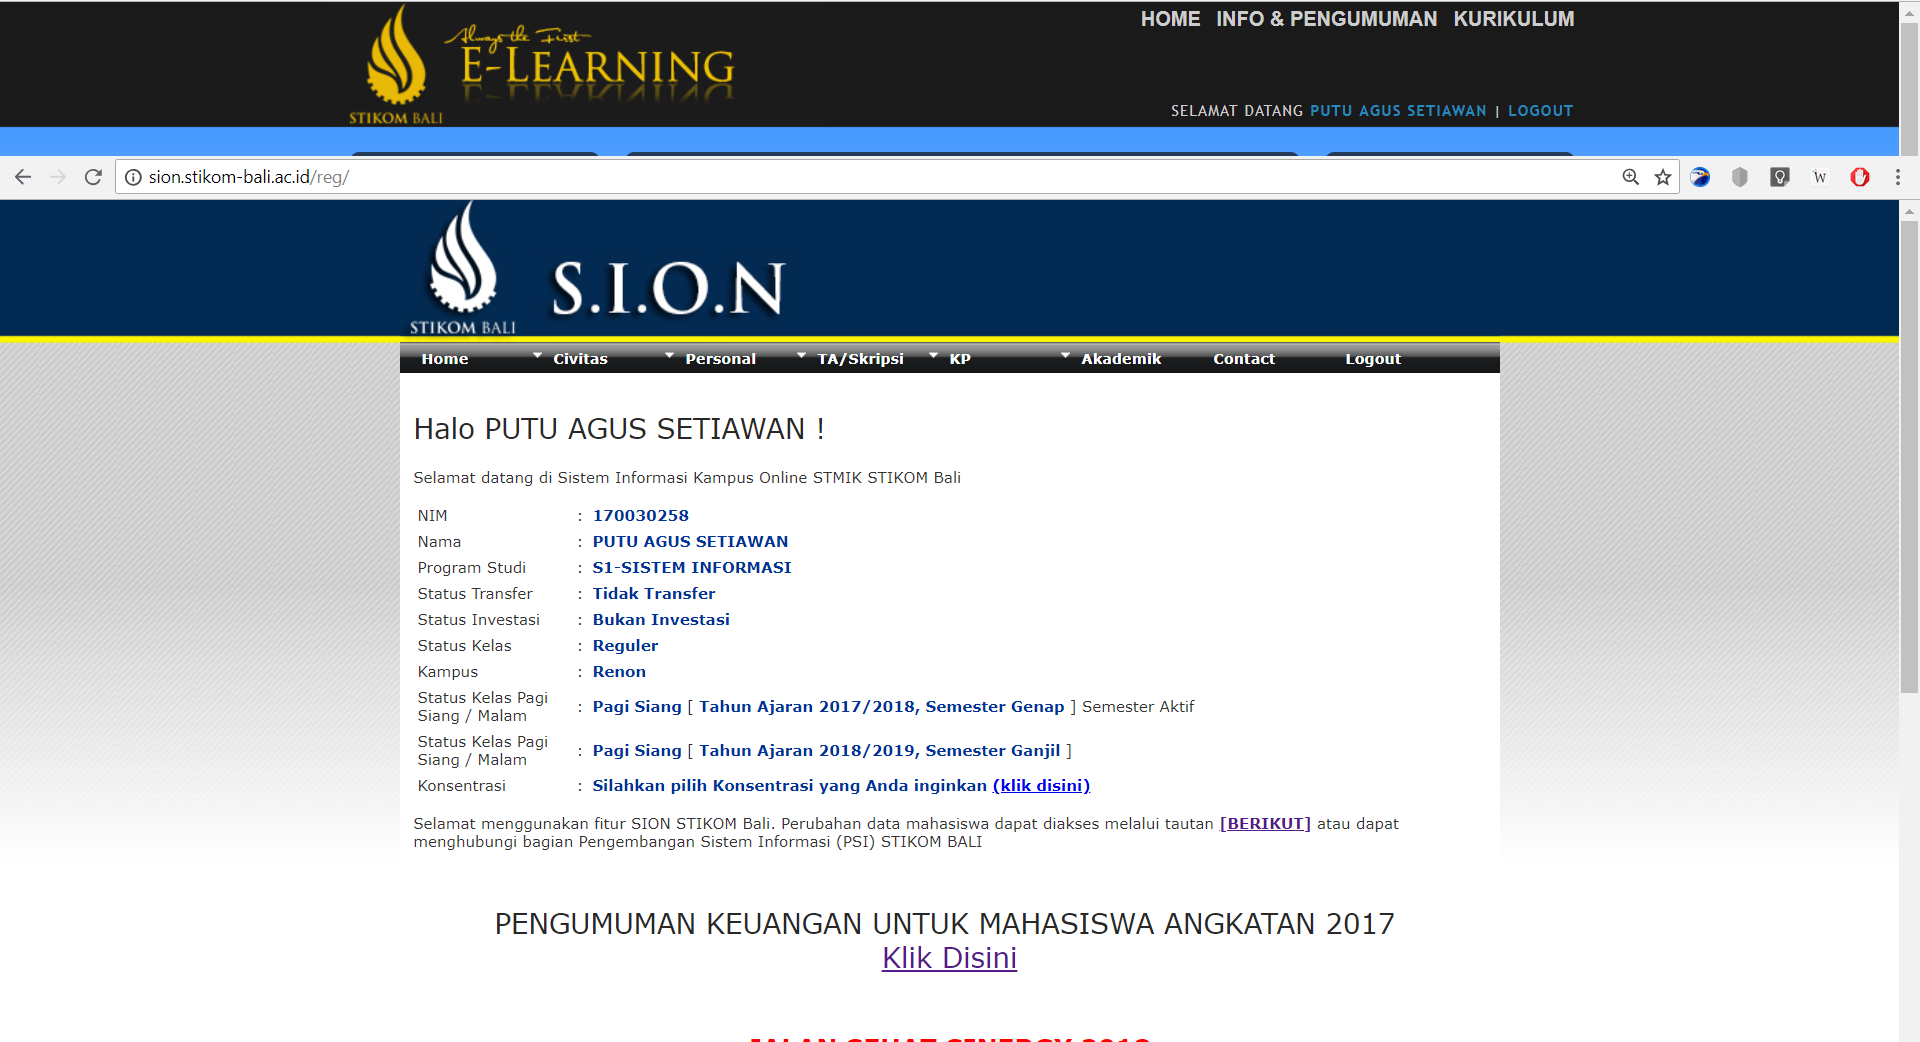 HOME INFO & PENGUMUMAN KURIKULUM
Always the First
E-LEARNING
STIKOM BALI
SELAMAT DATANG PUTU AGUS SETIAWAN | LOGOUT
sion.stikom-bali.ac.id/reg/
W
S.I.O.N
STIKOM BALI
Home Civitas Personal TA/Skripsi KP Akademik Contact Logout
Halo PUTU AGUS SETIAWAN !
Selamat datang di Sistem Informasi Kampus Online STMIK STIKOM Bali
NIM : 170030258
Nama : PUTU AGUS SETIAWAN
Program Studi : S1-SISTEM INFORMASI
Status Transfer : Tidak Transfer
Status Investasi : Bukan Investasi
Status Kelas : Reguler
Kampus : Renon
Status Kelas Pagi
Siang / Malam : Pagi Siang [ Tahun Ajaran 2017/2018, Semester Genap ] Semester Aktif
Status Kelas Pagi
Siang / Malam : Pagi Siang [ Tahun Ajaran 2018/2019, Semester Ganjil ]
Konsentrasi : Silahkan pilih Konsentrasi yang Anda inginkan (klik disini)
Selamat menggunakan fitur SION STIKOM Bali. Perubahan data mahasiswa dapat diakses melalui tautan [BERIKUT] atau dapat
menghubungi bagian Pengembangan Sistem Informasi (PSI) STIKOM BALI
PENGUMUMAN KEUANGAN UNTUK MAHASISWA ANGKATAN 2017
Klik Disini
JALAN SEHAT SINERGY 2018